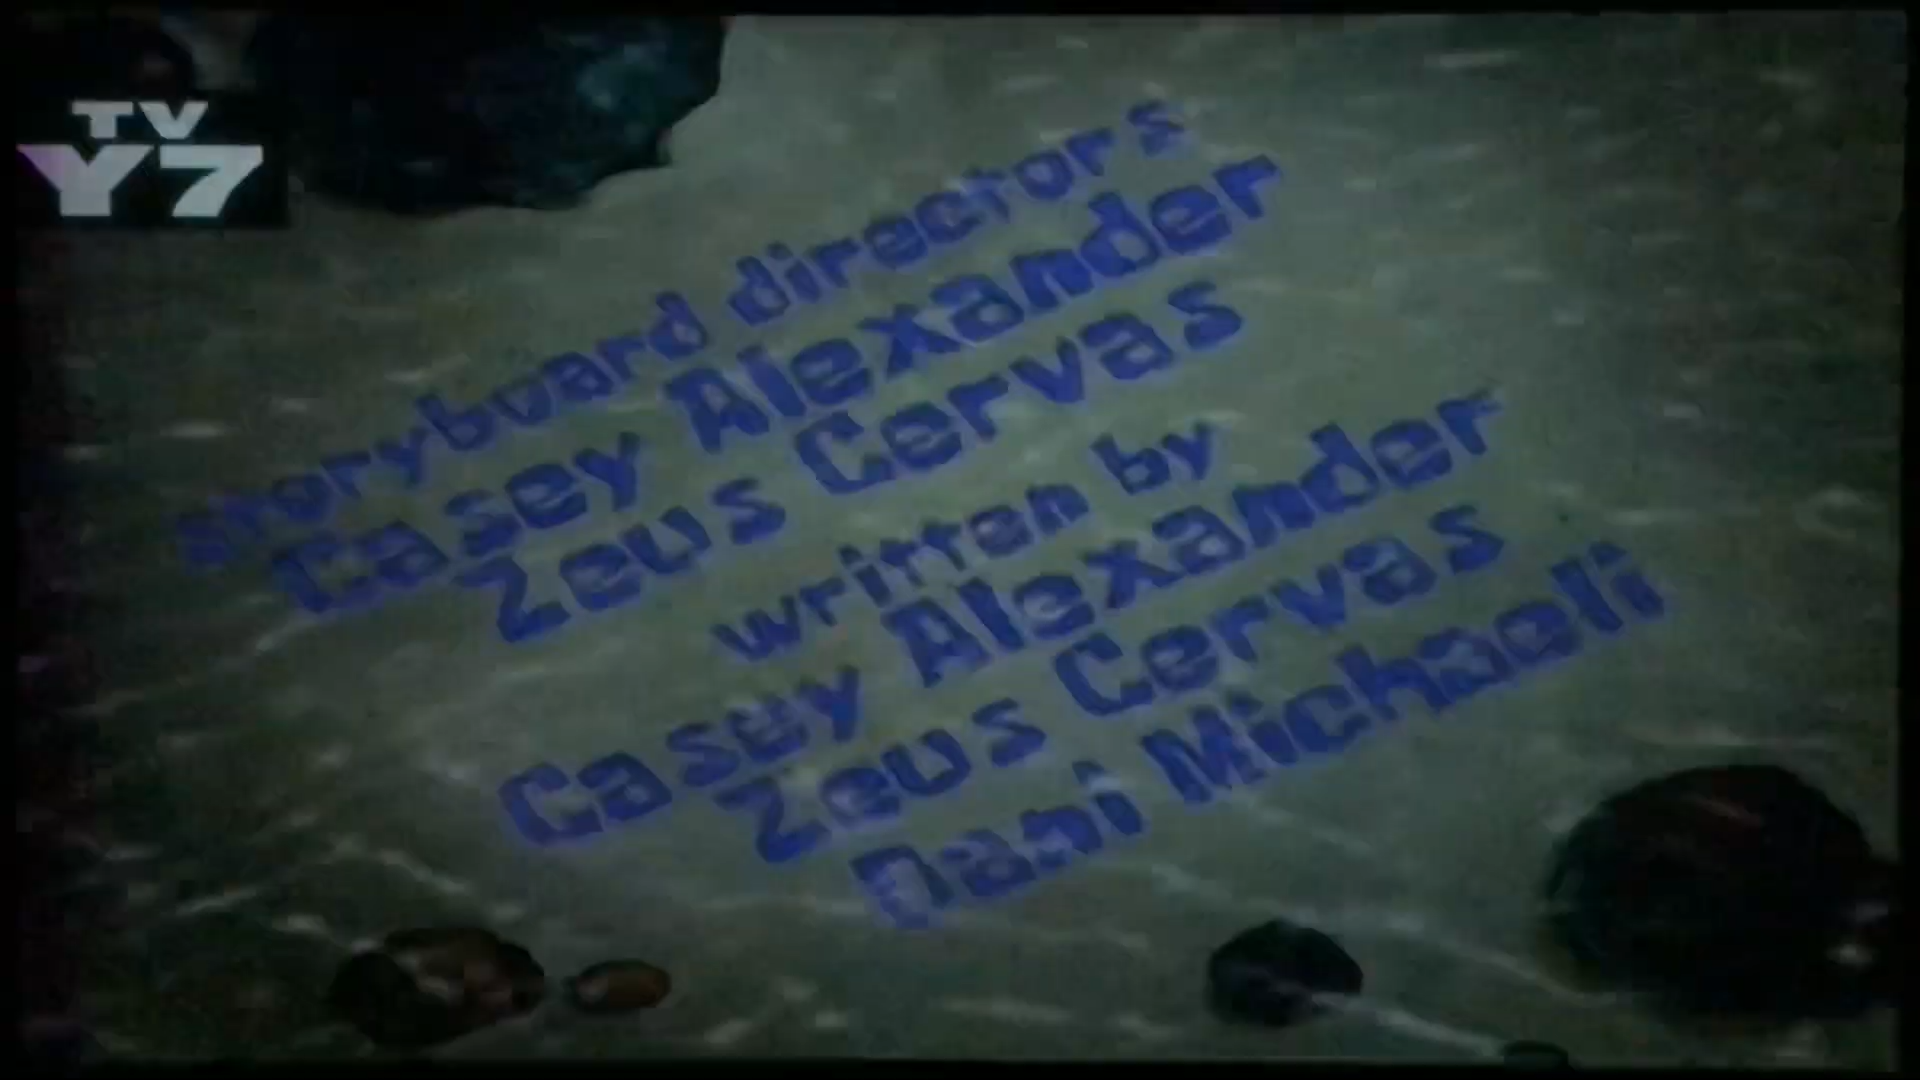 TV
Y7
storyboard directors
Casey Alexander
Zeus Cervas
written by
Casey Alexander
Zeus Cervas
Dani Michaeli